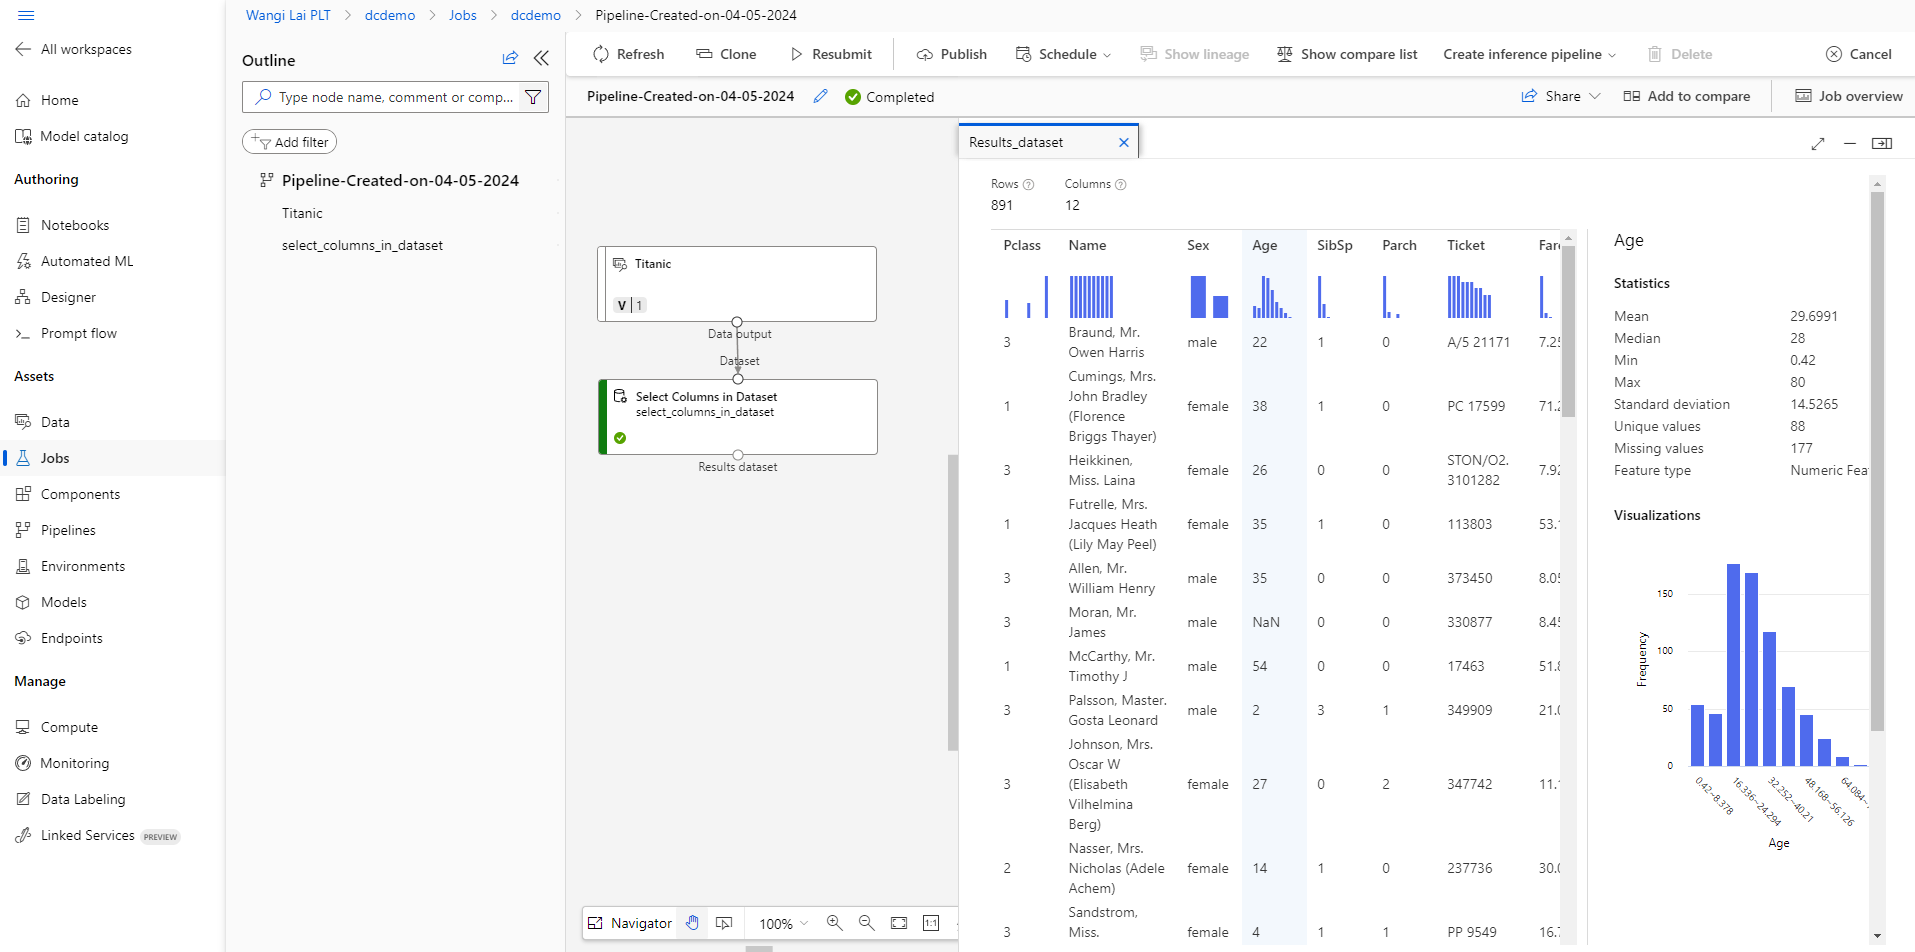 Wangi Lai PLT > dcdemo > Jobs > dcdemo > Pipeline-Created-on-04-05-2024
All workspaces
Home
Model catalog
Authoring
Notebooks
Automated ML
Designer
Prompt flow
Assets
Data
Jobs
Components
Pipelines
Environments
Models
Endpoints
Manage
Compute
Monitoring
Data Labeling
Linked Services PREVIEW
Outline
Type node name, comment or comp...
Add filter
Pipeline-Created-on-04-05-2024
Titanic
select_columns_in_dataset
Refresh Clone Resubmit Publish Schedule Show lineage Show compare list Create inference pipeline Delete Cancel
Pipeline-Created-on-04-05-2024 Completed Share Add to compare Job overview
Titanic
V 1
Data output
Dataset
Select Columns in Dataset
select_columns_in_dataset
Results dataset
Navigator 100% 1:1
Results_dataset
Rows Columns
891 12
Pclass Name Sex Age SibSp Parch Ticket Fare
3 Braund, Mr. Owen Harris male 22 1 0 A/5 21171 7.25
1 Cumings, Mrs. John Bradley (Florence Briggs Thayer) female 38 1 0 PC 17599 71.2
3 Heikkinen, Miss. Laina female 26 0 0 STON/O2. 3101282 7.92
1 Futrelle, Mrs. Jacques Heath (Lily May Peel) female 35 1 0 113803 53.1
3 Allen, Mr. William Henry male 35 0 0 373450 8.05
3 Moran, Mr. James male NaN 0 0 330877 8.45
1 McCarthy, Mr. Timothy J male 54 0 0 17463 51.8
3 Palsson, Master. Gosta Leonard male 2 3 1 349909 21.0
3 Johnson, Mrs. Oscar W (Elisabeth Vilhelmina Berg) female 27 0 2 347742 11.1
2 Nasser, Mrs. Nicholas (Adele Achem) female 14 1 0 237736 30.0
3 Sandstrom, Miss. female 4 1 1 PP 9549 16.7
Age
Statistics
Mean 29.6991
Median 28
Min 0.42
Max 80
Standard deviation 14.5265
Unique values 88
Missing values 177
Feature type Numeric Fea
Visualizations
Frequency
150
100
50
0
0.42~8.378
16.336~24.294
32.252~40.21
48.168~56.126
64.084~
Age